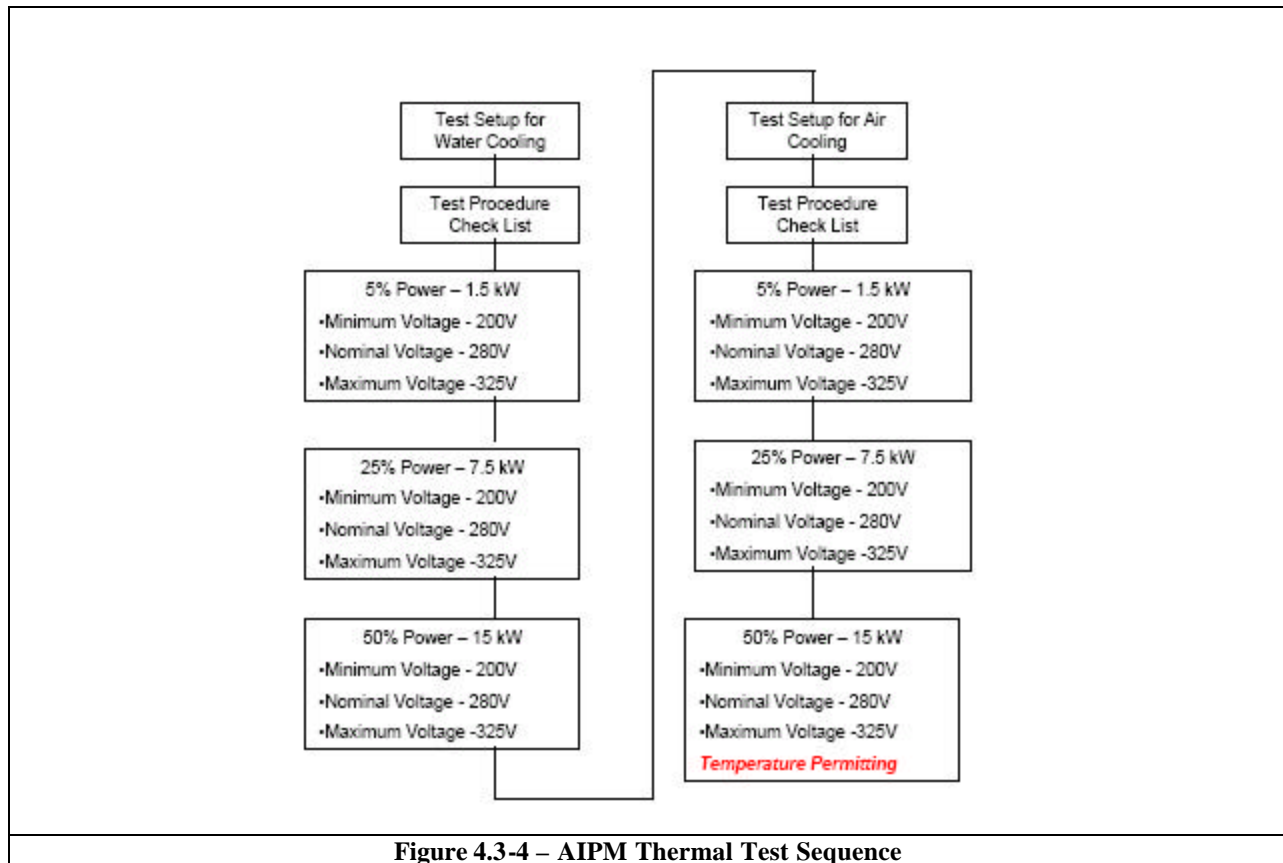 Test Setup for
Water Cooling
Test Procedure
Check List
5% Power – 1.5 kW
•Minimum Voltage - 200V
•Nominal Voltage - 280V
•Maximum Voltage -325V
25% Power – 7.5 kW
•Minimum Voltage - 200V
•Nominal Voltage - 280V
•Maximum Voltage -325V
50% Power – 15 kW
•Minimum Voltage - 200V
•Nominal Voltage - 280V
•Maximum Voltage -325V
Test Setup for Air
Cooling
Test Procedure
Check List
5% Power – 1.5 kW
•Minimum Voltage - 200V
•Nominal Voltage - 280V
•Maximum Voltage -325V
25% Power – 7.5 kW
•Minimum Voltage - 200V
•Nominal Voltage - 280V
•Maximum Voltage -325V
50% Power – 15 kW
•Minimum Voltage - 200V
•Nominal Voltage - 280V
•Maximum Voltage -325V
Temperature Permitting
Figure 4.3-4 – AIPM Thermal Test Sequence